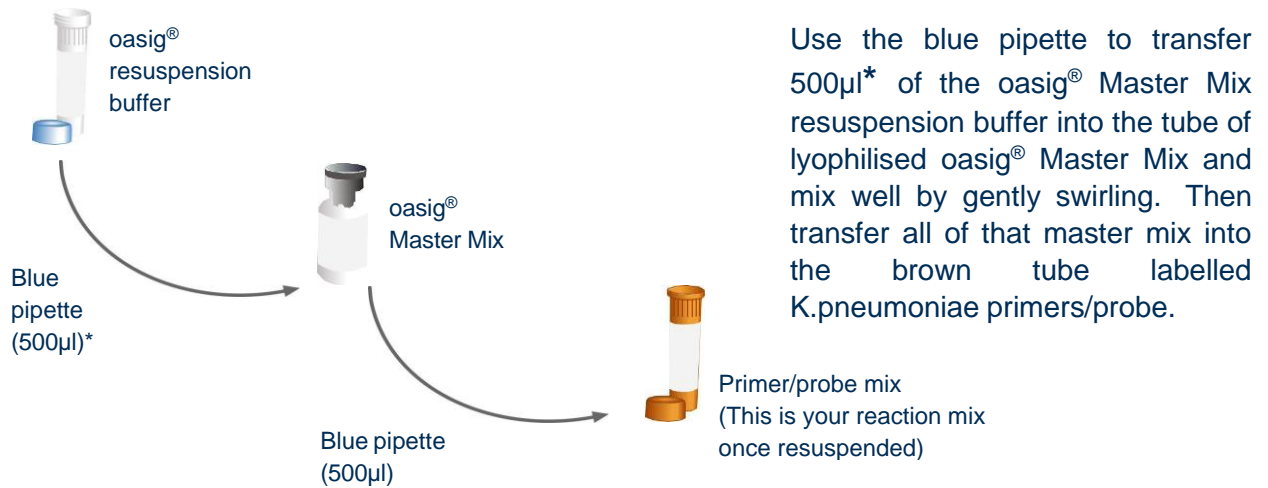 oasig®
resuspension
buffer
Use the blue pipette to transfer
500µl* of the oasig® Master Mix
resuspension buffer into the tube of
lyophilised oasig® Master Mix and
mix well by gently swirling. Then
transfer all of that master mix into
the brown tube labelled
K.pneumoniae primers/probe.
oasig®
Master Mix
Blue
pipette
(500µl)*
Primer/probe mix
(This is your reaction mix
once resuspended)
Blue pipette
(500µl)